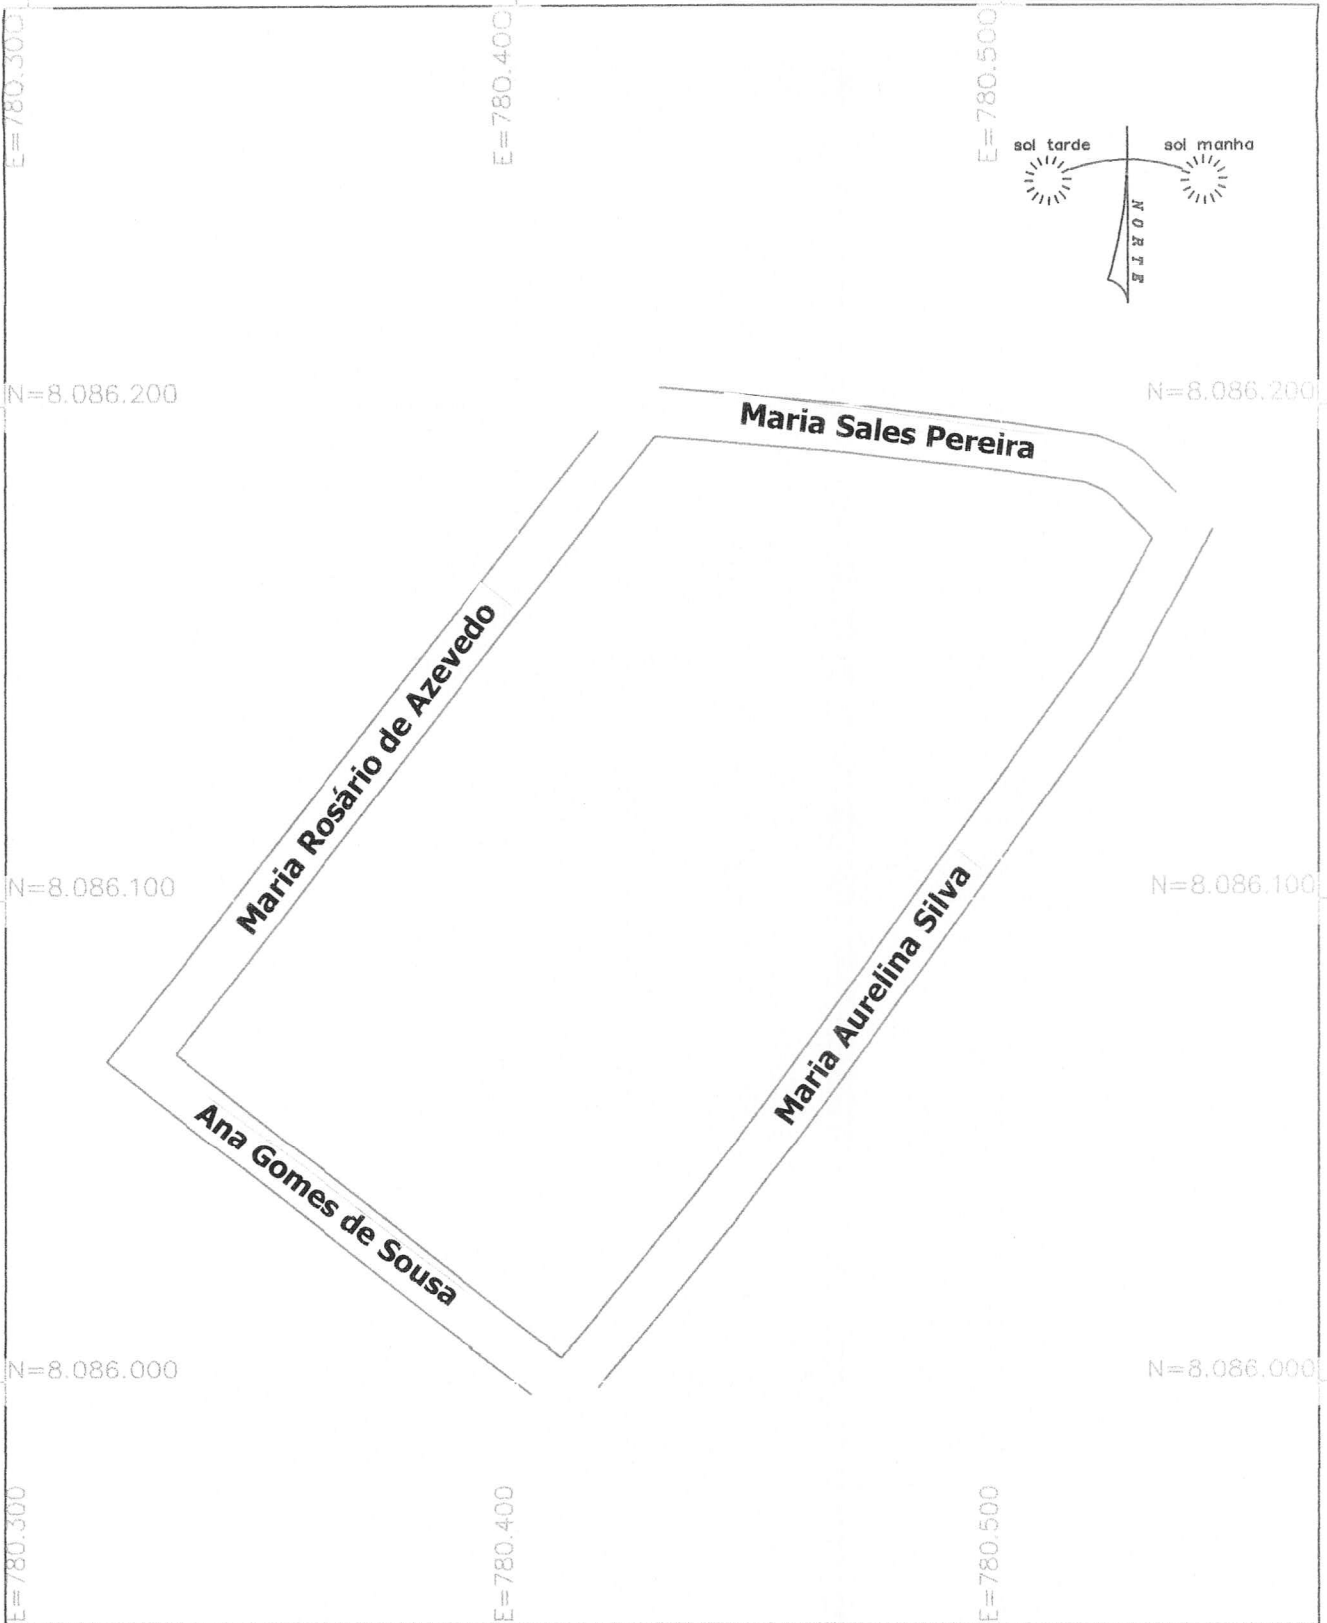 E=780.300
E=780.400
E=780.500
sol tarde
sol manha
NORTE
N=8.086.200
N=8.086.200
Maria Sales Pereira
Maria Rosário de Azevedo
N=8.086.100
N=8.086.100
Maria Aurelina Silva
Ana Gomes de Sousa
N=8.086.000
N=8.086.000
E=780.300
E=780.400
E=780.500